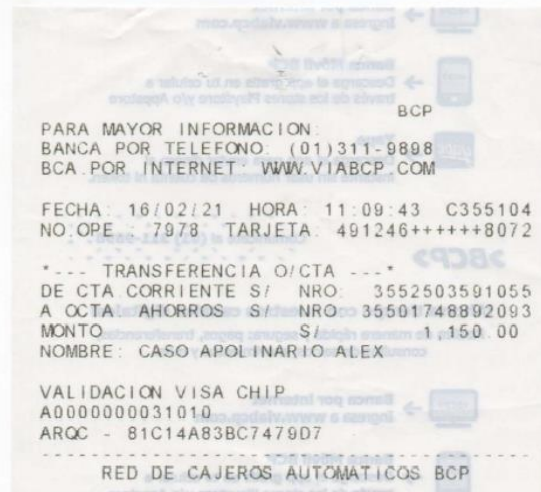 BCP
PARA MAYOR INFORMACION:
BANCA POR TELEFONO: (01)311-9898
BCA.POR INTERNET: WWW.VIABCP.COM
FECHA: 16/02/21 HORA: 11:09:43 C355104
NO.OPE : 7978 TARJETA: 491246++++++8072
*--- TRANSFERENCIA O/CTA ---*
DE CTA CORRIENTE S/ NRO: 3552503591055
A OCTA AHORROS S/ NRO: 35501748892093
MONTO S/ 1,150.00
NOMBRE: CASO APOLINARIO ALEX
VALIDACION VISA CHIP
A0000000031010
ARQC - 81C14A83BC7479D7
RED DE CAJEROS AUTOMATICOS BCP